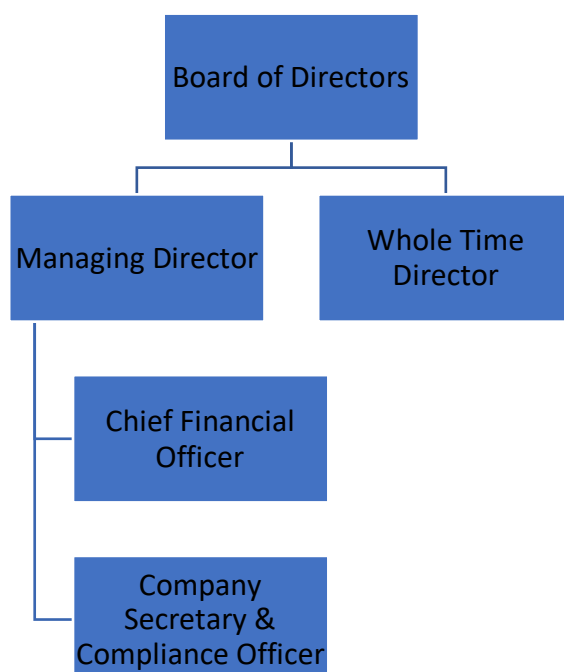 Board of Directors
Managing Director
Whole Time
Director
Chief Financial
Officer
Company
Secretary &
Compliance Officer